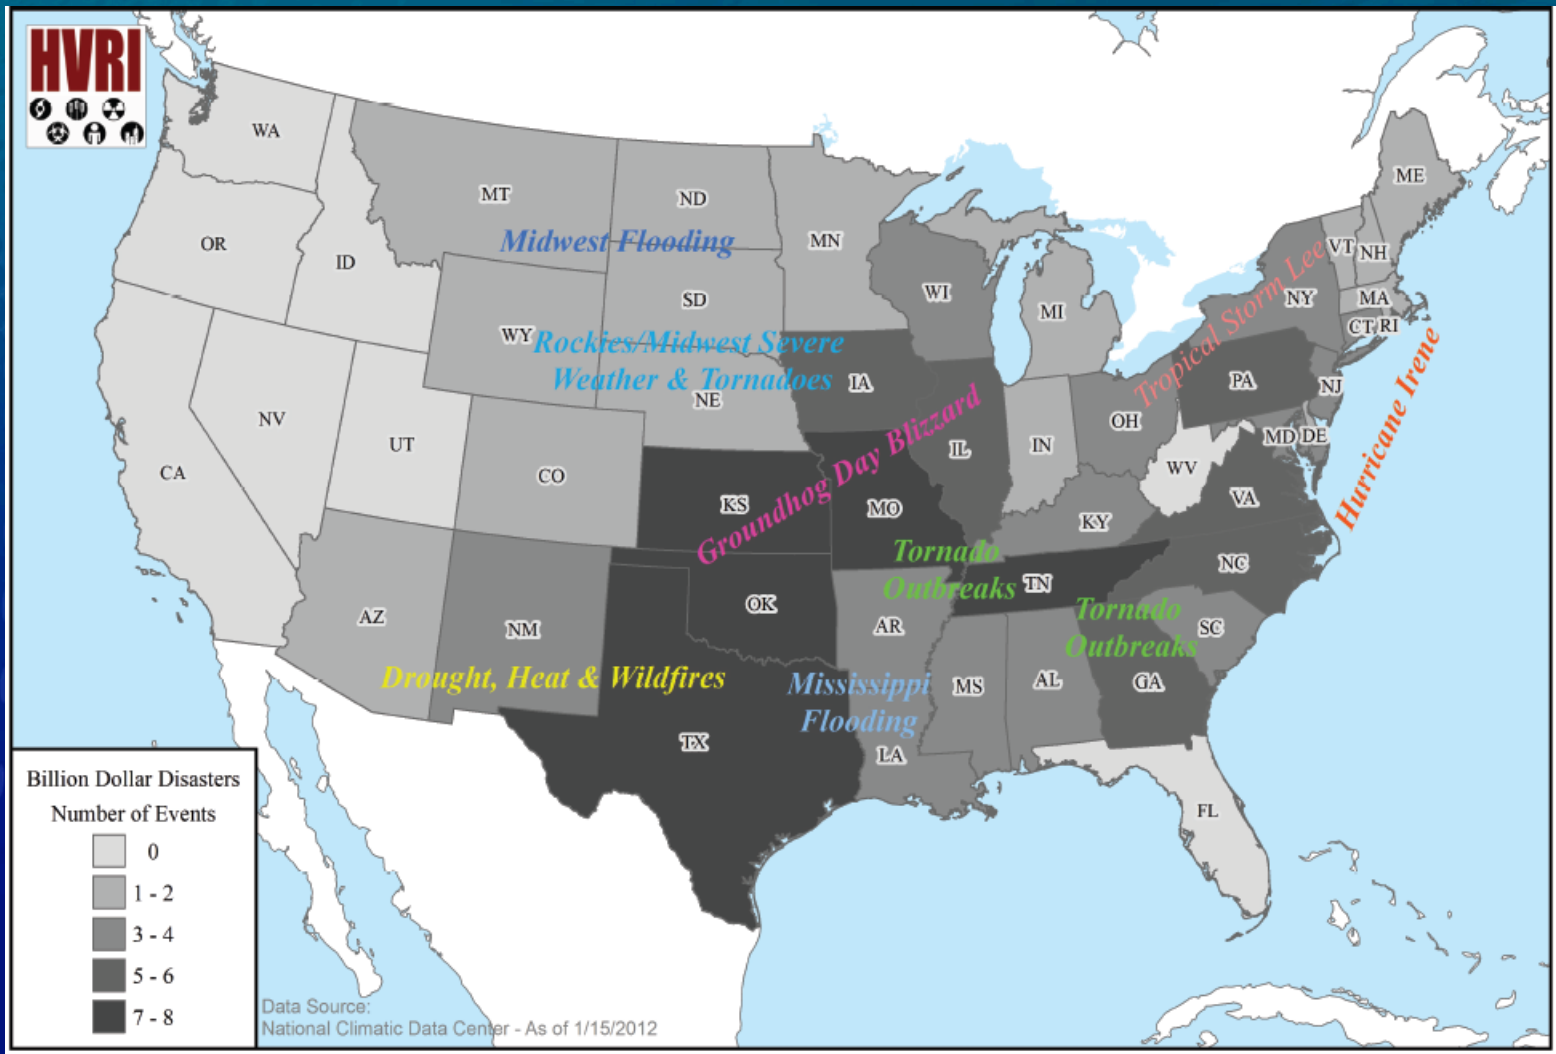 HVRI
WA
MT
ND
ME
OR
ID
Midwest Flooding
MN
VT
NH
WI
SD
MI
NY
MA
Tropical Storm Lee
CT
RI
WY
Rockies/Midwest Severe
Weather & Tornadoes
IA
NE
PA
NJ
Hurricane Irene
NV
UT
CO
CA
Groundhog Day Blizzard
IL
IN
OH
MD
DE
WV
VA
KS
MO
KY
Tornado
Outbreaks
TN
NC
OK
AZ
NM
AR
Tornado
Outbreaks
SC
Drought, Heat & Wildfires
Mississippi
Flooding
MS
AL
GA
TX
LA
FL
Billion Dollar Disasters
Number of Events
0
1 - 2
3 - 4
5 - 6
7 - 8
Data Source:
National Climatic Data Center - As of 1/15/2012